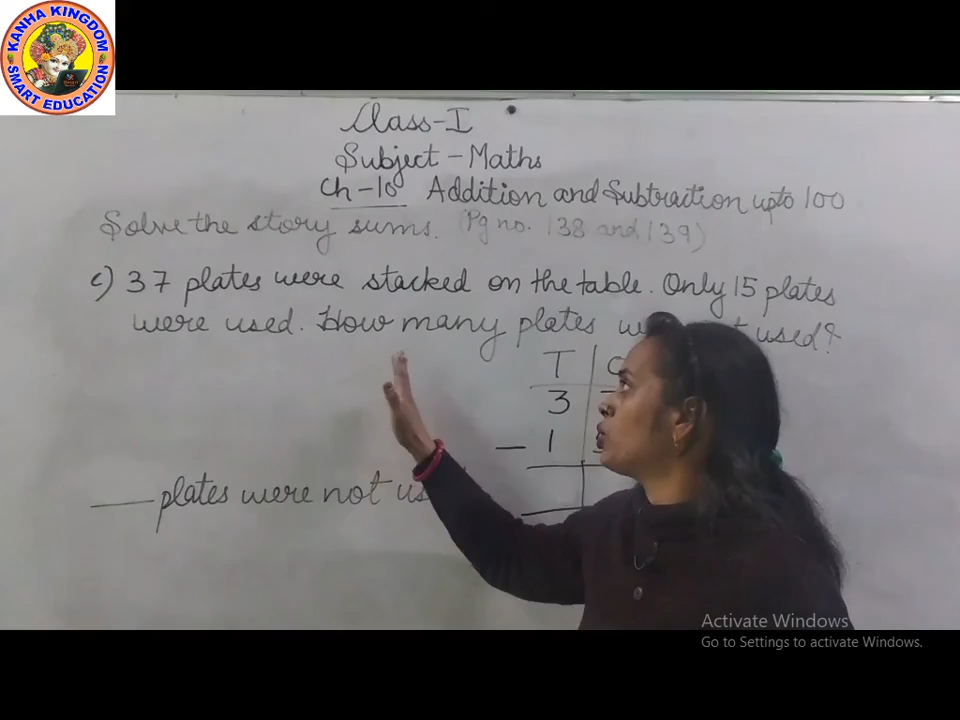 KANHA KINGDOM
SMART EDUCATION
Class-I
Subject - Maths
Ch-10 Addition and Subtraction upto 100
Solve the story sums. (Pg no. 138 and 139)
c) 37 plates were stacked on the table. Only 15 plates
were used. How many plates used?
T
3
- 1
____ plates were not
Activate Windows
Go to Settings to activate Windows.